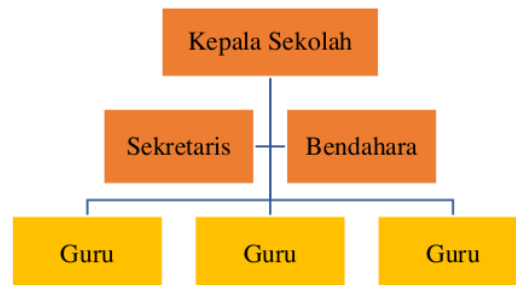 Kepala Sekolah
Sekretaris
Bendahara
Guru
Guru
Guru